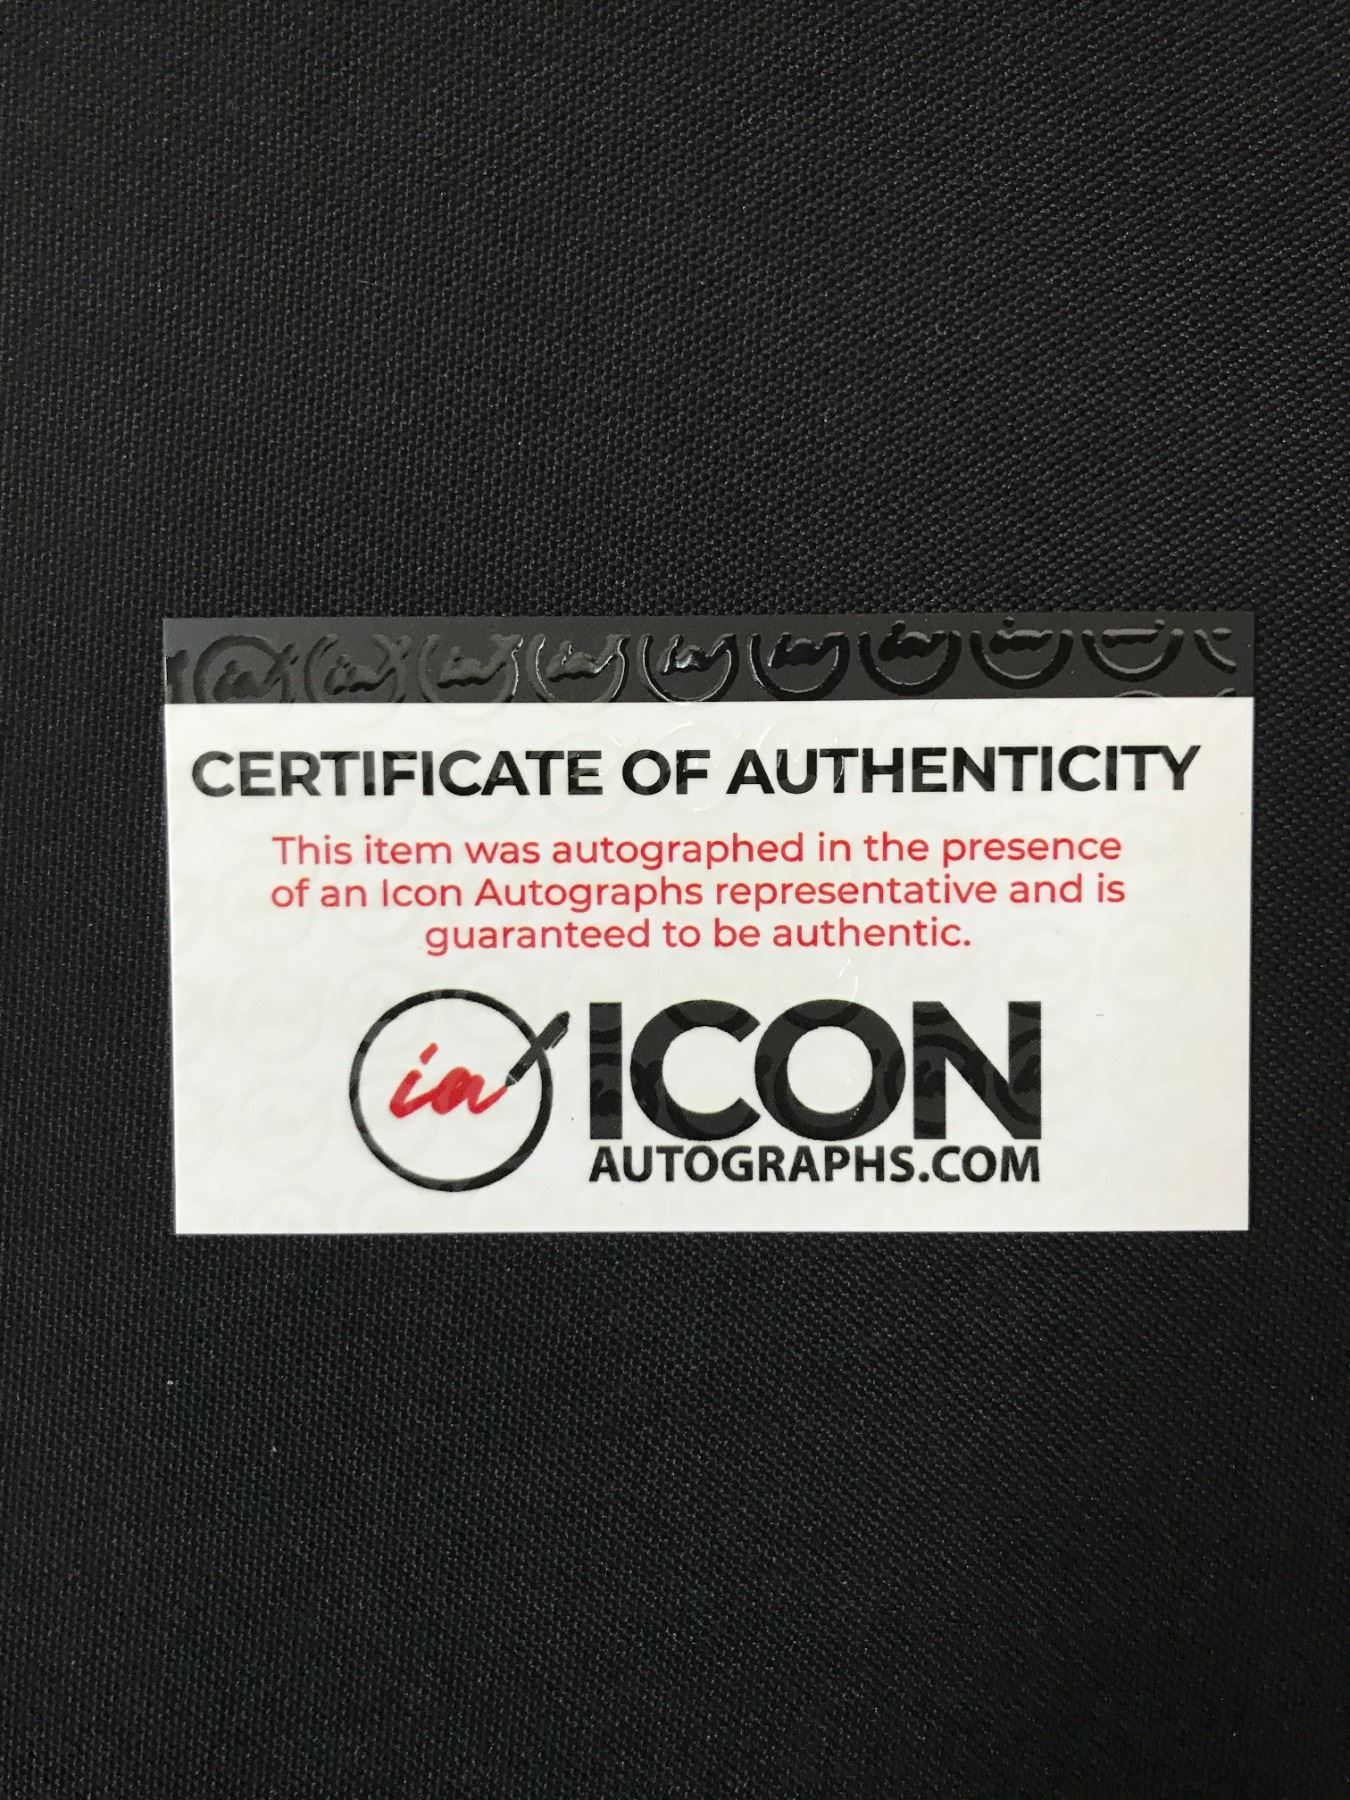 CERTIFICATE OF AUTHENTICITY
This item was autographed in the presence
of an Icon Autographs representative and is
guaranteed to be authentic.
ia ICON
AUTOGRAPHS.COM